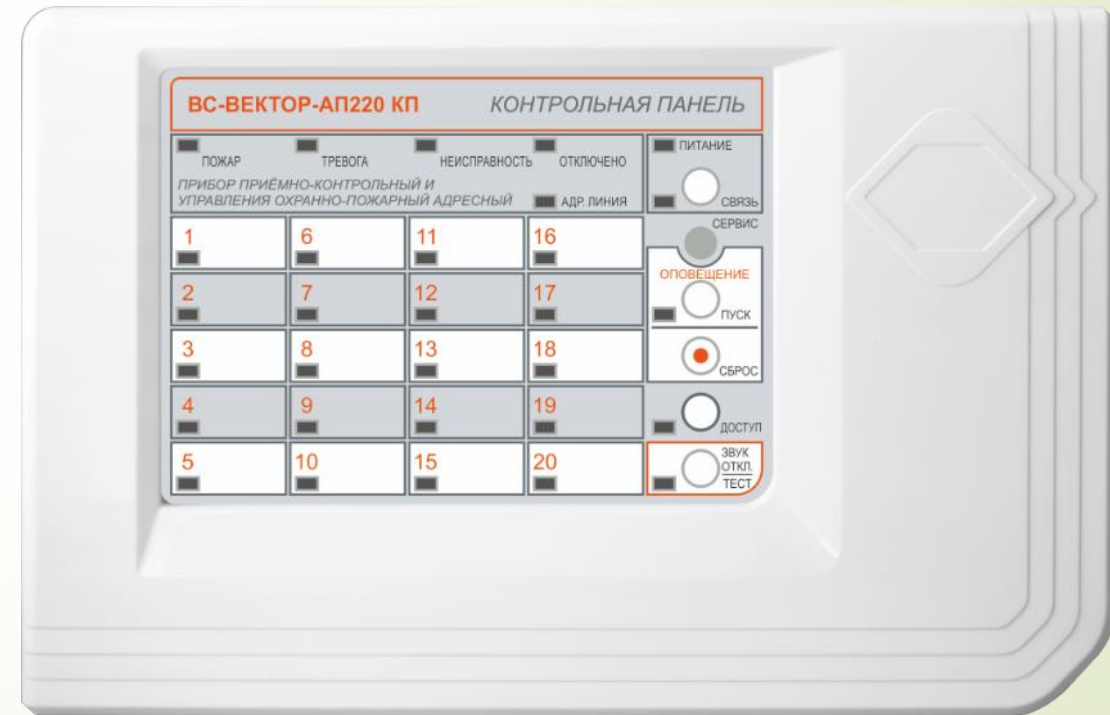 ВС-ВЕКТОР-АП220 КП
КОНТРОЛЬНАЯ ПАНЕЛЬ
ПОЖАР
ТРЕВОГА
НЕИСПРАВНОСТЬ
ОТКЛЮЧЕНО
ПИТАНИЕ
ПРИБОР ПРИЁМНО-КОНТРОЛЬНЫЙ И
УПРАВЛЕНИЯ ОХРАННО-ПОЖАРНЫЙ АДРЕСНЫЙ
АДР. ЛИНИЯ
СВЯЗЬ
СЕРВИС
1
6
11
16
ОПОВЕЩЕНИЕ
2
7
12
17
ПУСК
3
8
13
18
СБРОС
4
9
14
19
ДОСТУП
5
10
15
20
ЗВУК
ОТКЛ.
ТЕСТ